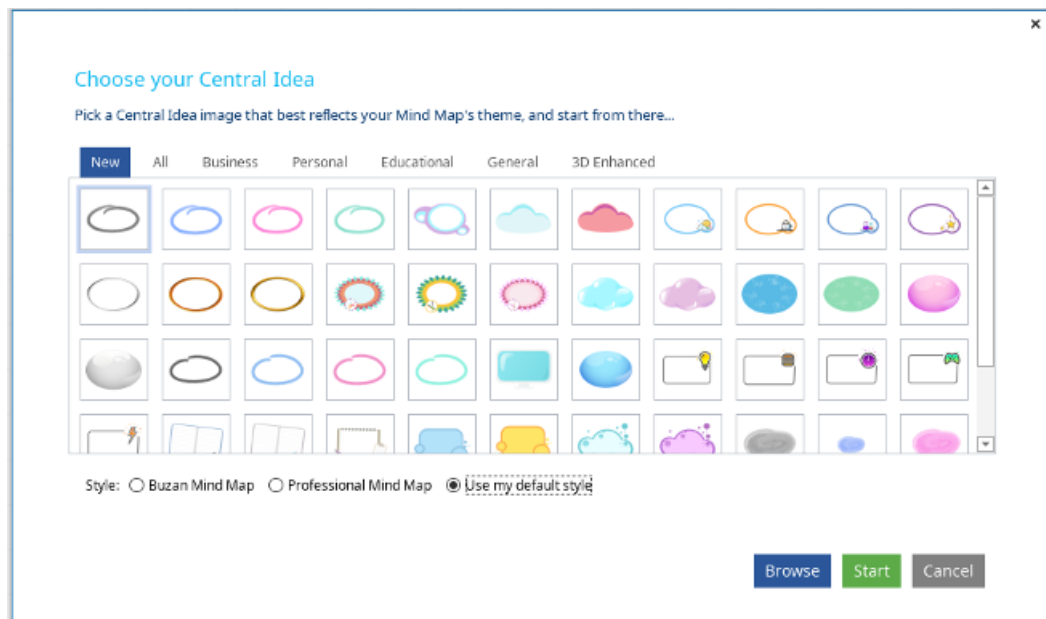 Choose your Central Idea
Pick a Central Idea image that best reflects your Mind Map's theme, and start from there...
New All Business Personal Educational General 3D Enhanced
Style: Buzan Mind Map Professional Mind Map Use my default style
Browse Start Cancel